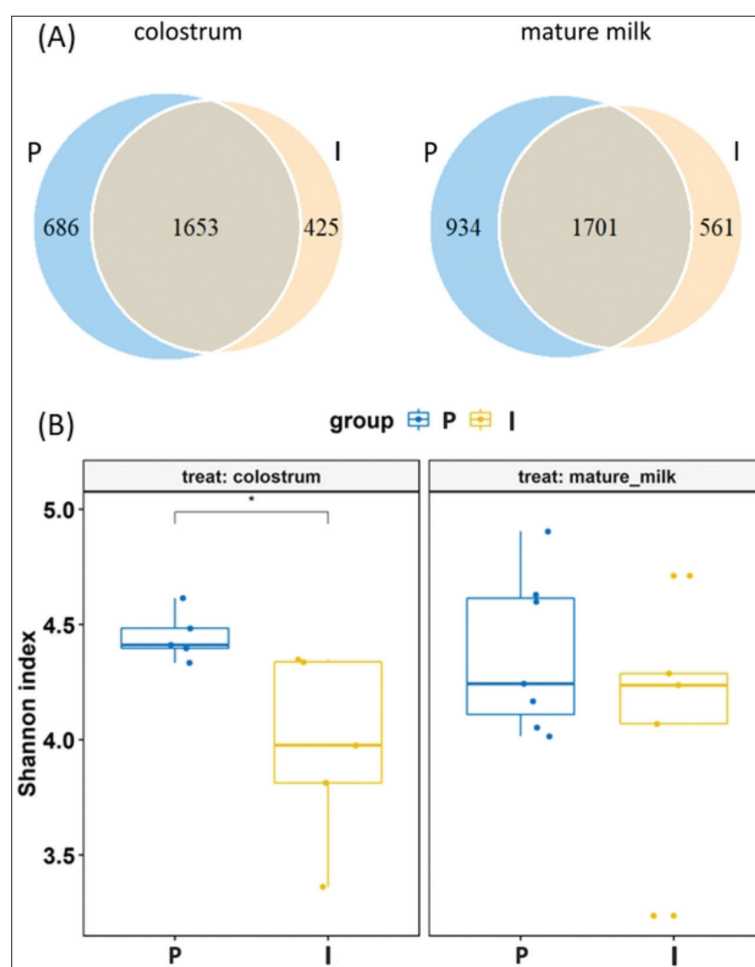 (A)
colostrum mature milk
P I P I
686 1653 425 934 1701 561
(B)
group P I
treat: colostrum treat: mature_milk
*
Shannon index
5.0
4.5
4.0
3.5
P I P I